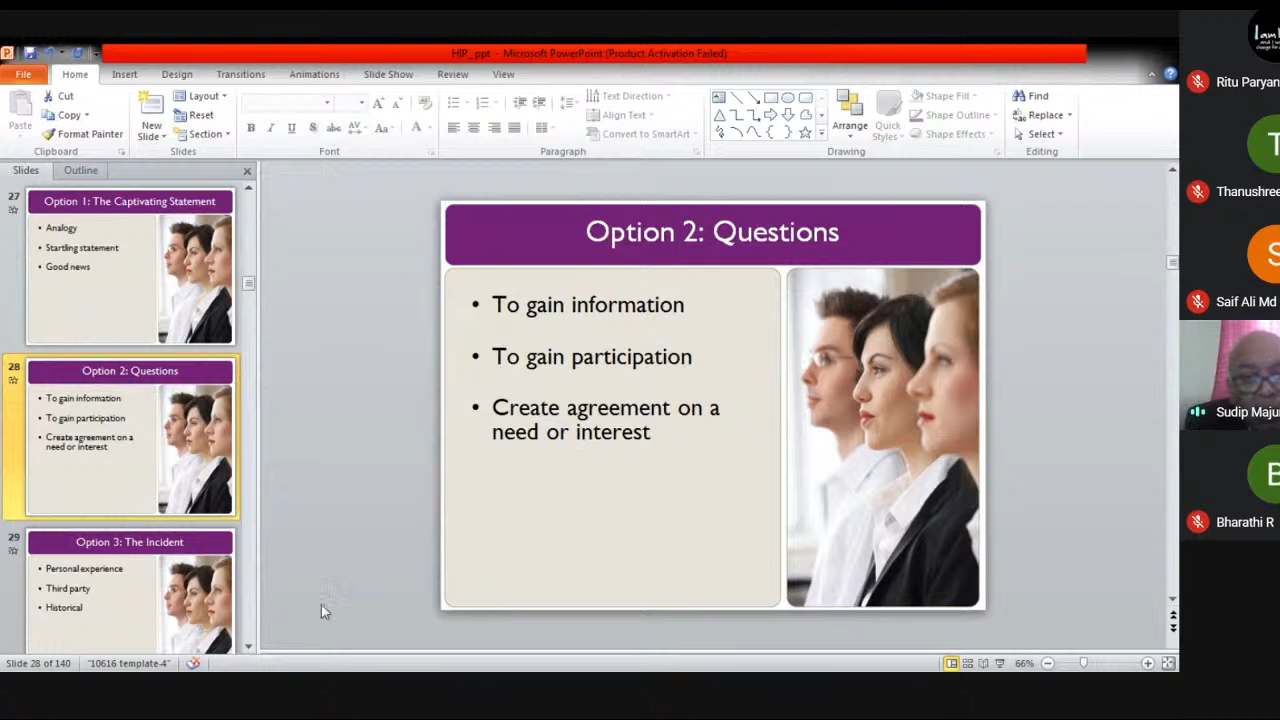 HIP_ppt - Microsoft PowerPoint (Product Activation Failed)
File Home Insert Design Transitions Animations Slide Show Review View
Paste
Cut
Copy
Format Painter
Clipboard
New
Slide
Layout
Reset
Section
Slides
B I U S abc AV Aa A
Font
Text Direction
Align Text
Convert to SmartArt
Paragraph
Arrange
Quick
Styles
Shape Fill
Shape Outline
Shape Effects
Drawing
Find
Replace
Select
Editing
Slides Outline
27
Option 1: The Captivating Statement
• Analogy
• Startling statement
• Good news
28
Option 2: Questions
• To gain information
• To gain participation
• Create agreement on a
need or interest
29
Option 3: The Incident
• Personal experience
• Third party
• Historical
Option 2: Questions
• To gain information
• To gain participation
• Create agreement on a
need or interest
Slide 28 of 140 "10616 template-4" 66%
Ritu Paryan
T
Thanushree
S
Saif Ali Md
Sudip Maju
B
Bharathi R